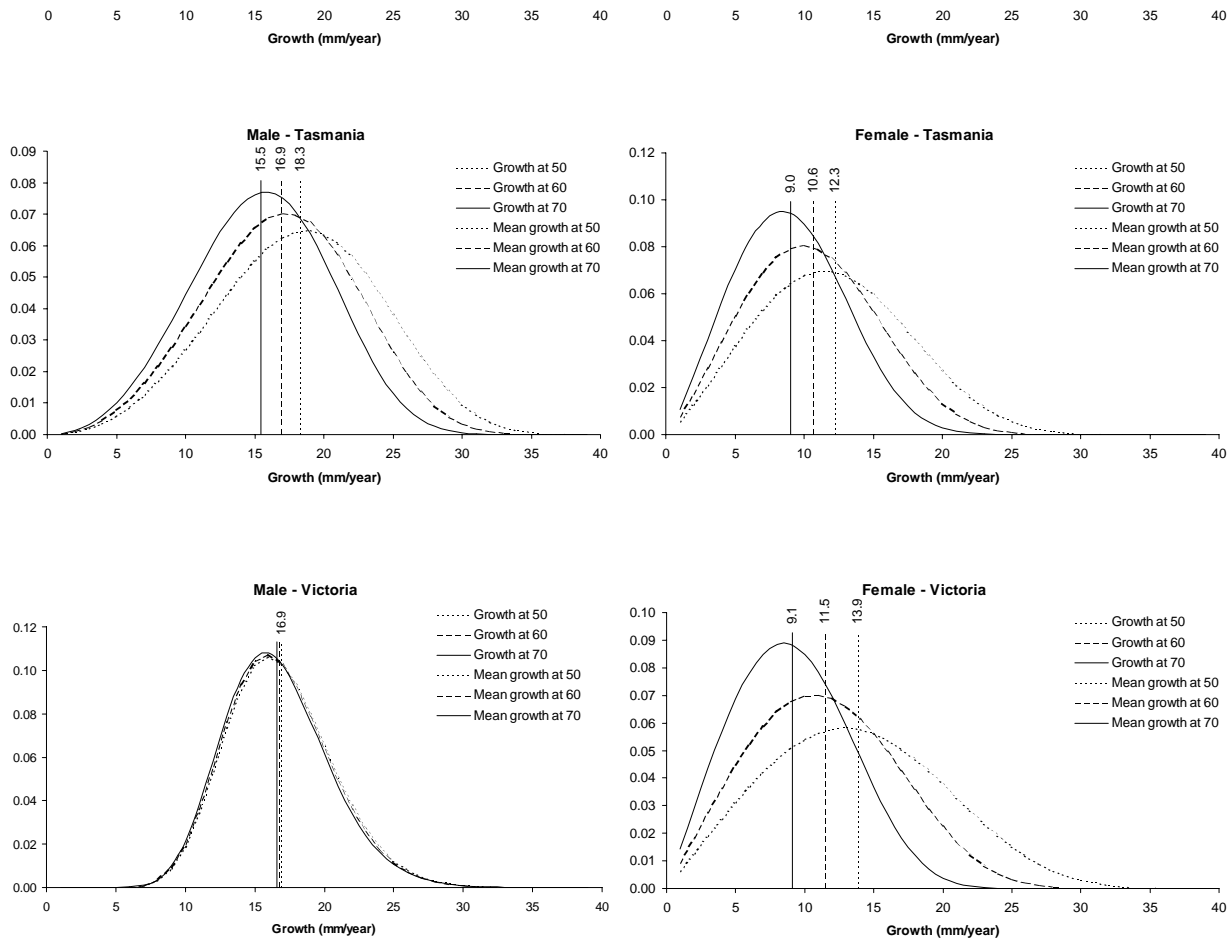 0 5 10 15 20 25 30 35 40
Growth (mm/year)
0 5 10 15 20 25 30 35 40
Growth (mm/year)
Male - Tasmania
15.5
16.9
18.3
0.09
0.08
0.07
0.06
0.05
0.04
0.03
0.02
0.01
0.00
Growth at 50
Growth at 60
Growth at 70
Mean growth at 50
Mean growth at 60
Mean growth at 70
0 5 10 15 20 25 30 35 40
Growth (mm/year)
Female - Tasmania
9.0
10.6
12.3
0.12
0.10
0.08
0.06
0.04
0.02
0.00
Growth at 50
Growth at 60
Growth at 70
Mean growth at 50
Mean growth at 60
Mean growth at 70
0 5 10 15 20 25 30 35 40
Growth (mm/year)
Male - Victoria
16.9
0.12
0.10
0.08
0.06
0.04
0.02
0.00
Growth at 50
Growth at 60
Growth at 70
Mean growth at 50
Mean growth at 60
Mean growth at 70
0 5 10 15 20 25 30 35 40
Growth (mm/year)
Female - Victoria
9.1
11.5
13.9
0.10
0.09
0.08
0.07
0.06
0.05
0.04
0.03
0.02
0.01
0.00
Growth at 50
Growth at 60
Growth at 70
Mean growth at 50
Mean growth at 60
Mean growth at 70
0 5 10 15 20 25 30 35 40
Growth (mm/year)